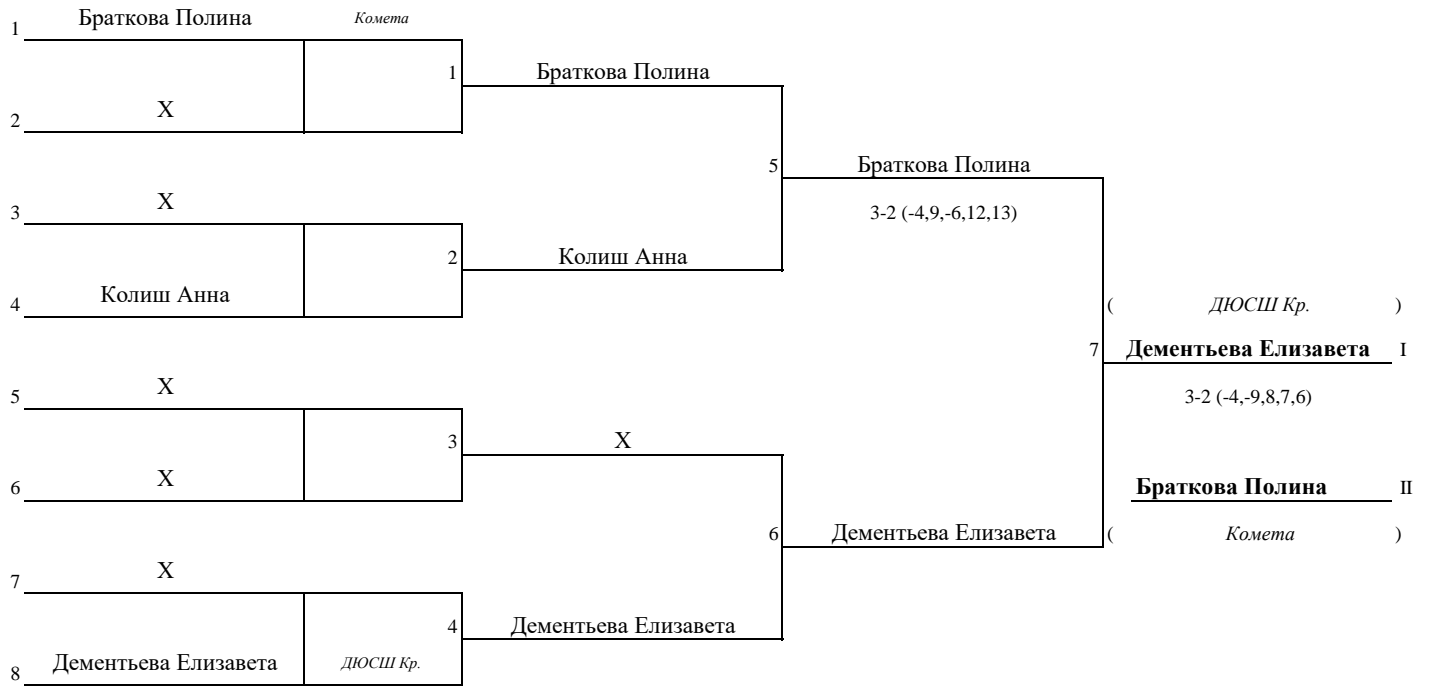 1 Браткова Полина Комета
1 Браткова Полина
2 X
5 Браткова Полина
3 X
3-2 (-4,9,-6,12,13)
2 Колиш Анна
4 Колиш Анна
( ДЮСШ Кр. )
7 Дементьева Елизавета I
5 X
3-2 (-4,-9,8,7,6)
3 X
6 X
Браткова Полина II
6 Дементьева Елизавета
( Комета )
7 X
4 Дементьева Елизавета
8 Дементьева Елизавета ДЮСШ Кр.